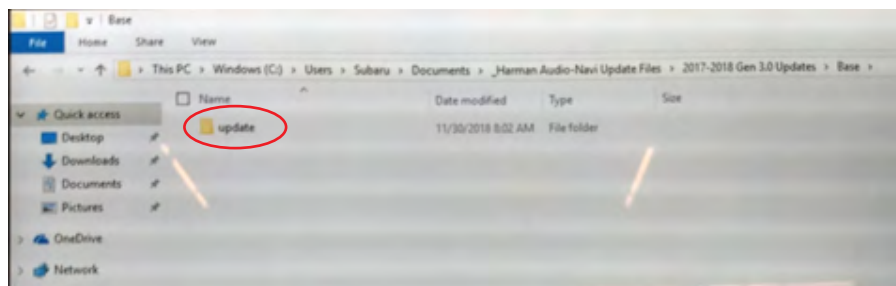 Base
File Home Share View
This PC > Windows (C:) > Users > Subaru > Documents > _Harman Audio-Navi Update Files > 2017-2018 Gen 3.0 Updates > Base >
Name Date modified Type Size
Quick access
update 11/30/2018 8:02 AM File folder
Desktop
Downloads
Documents
Pictures
OneDrive
Network